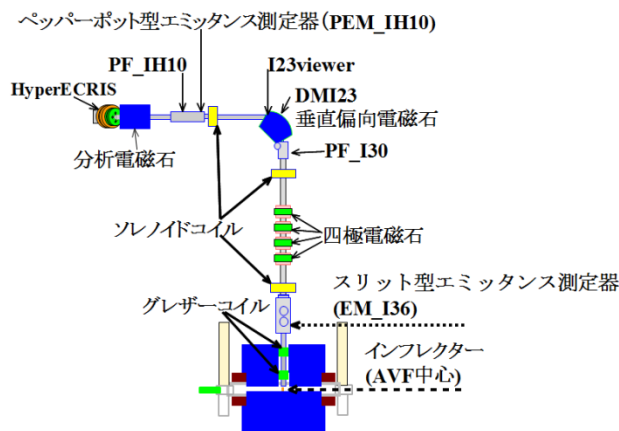 ペッパーポット型エミッタンス測定器(PEM_IH10)
PF_IH10
I23viewer
HyperECRIS
DMI23
垂直偏向電磁石
分析電磁石
PF_I30
ソレノイドコイル
四極電磁石
スリット型エミッタンス測定器
(EM_I36)
グレザーコイル
インフレクター
(AVF中心)